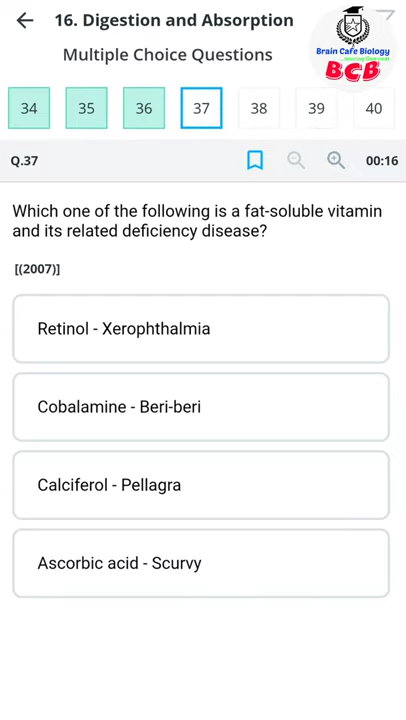 16. Digestion and Absorption
Multiple Choice Questions
Brain Cafe Biology
BCB
34 35 36 37 38 39 40
Q.37 00:16
Which one of the following is a fat-soluble vitamin
and its related deficiency disease?
[(2007)]
Retinol - Xerophthalmia
Cobalamine - Beri-beri
Calciferol - Pellagra
Ascorbic acid - Scurvy